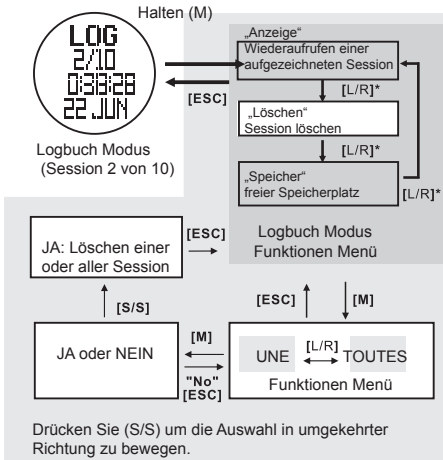 Halten (M)
LOG
2/10
0:38:28
22 JUN
Logbuch Modus
(Session 2 von 10)
[ESC]
„Anzeige"
Wiederaufrufen einer
aufgezeichneten Session
[L/R]*
„Löschen"
Session löschen
[L/R]*
„Speicher"
freier Speicherplatz
[L/R]*
Logbuch Modus
Funktionen Menü
JA: Löschen einer
oder aller Session
[ESC]
[S/S]
[ESC]
[M]
JA oder NEIN
[M]
"No"
[ESC]
UNE
[L/R]
TOUTES
Funktionen Menü
Drücken Sie (S/S) um die Auswahl in umgekehrter
Richtung zu bewegen.